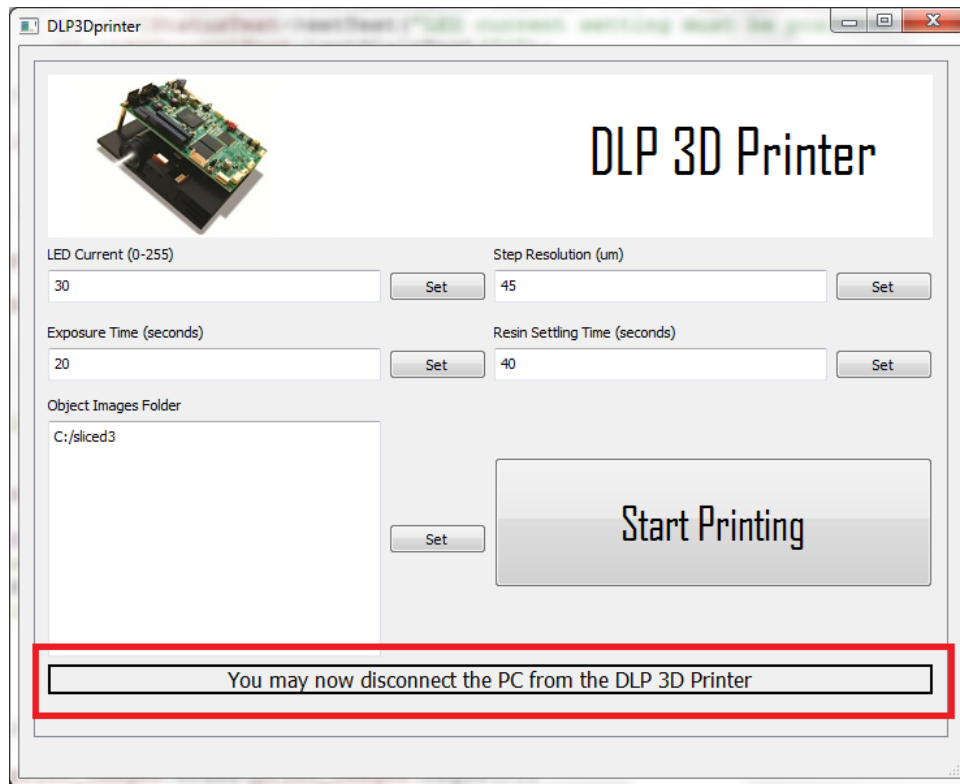 DLP3Dprinter
DLP 3D Printer
LED Current (0-255)
Step Resolution (um)
30
Set
45
Set
Exposure Time (seconds)
Resin Settling Time (seconds)
20
Set
40
Set
Object Images Folder
C:/sliced3
Set
Start Printing
You may now disconnect the PC from the DLP 3D Printer